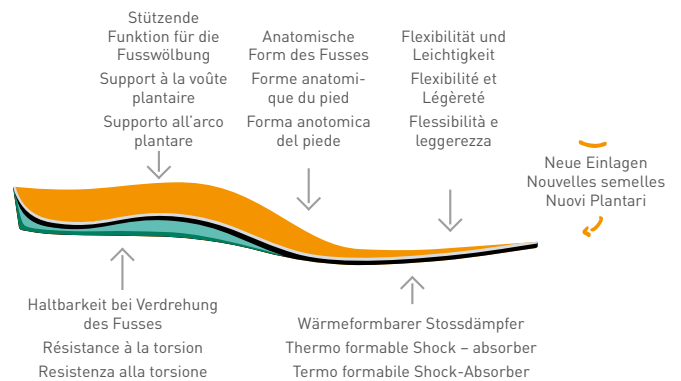 Stützende
Funktion für die
Fusswölbung
Support à la voûte
plantaire
Supporto all'arco
plantare
Anatomische
Form des Fusses
Forme anatomi-
que du pied
Forma anotomica
del piede
Flexibilität und
Leichtigkeit
Flexibilité et
Légèreté
Flessibilità e
leggerezza
Neue Einlagen
Nouvelles semelles
Nuovi Plantari
Haltbarkeit bei Verdrehung
des Fusses
Résistance à la torsion
Resistenza alla torsione
Wärmeformbarer Stossdämpfer
Thermo formable Shock – absorber
Termo formabile Shock-Absorber